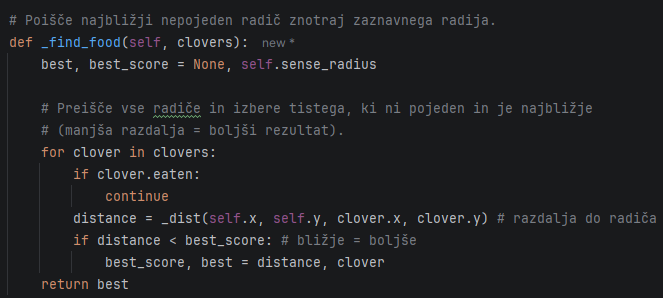 # Poišče najbližji nepojeden radič znotraj zaznavnega radija.
def _find_food(self, clovers): new *
    best, best_score = None, self.sense_radius

    # Preišče vse radiče in izbere tistega, ki ni pojeden in je najbližje
    # (manjša razdalja = boljši rezultat).
    for clover in clovers:
        if clover.eaten:
            continue
        distance = _dist(self.x, self.y, clover.x, clover.y) # razdalja do radiča
        if distance < best_score: # bližje = boljše
            best_score, best = distance, clover
    return best